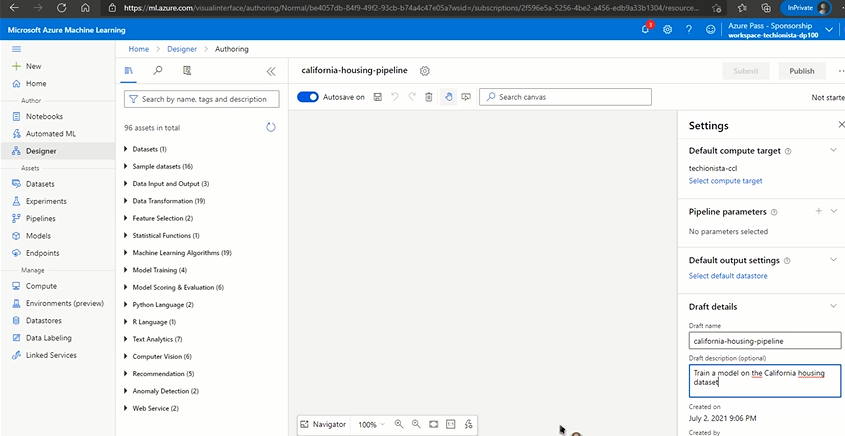 https://ml.azure.com/visualinterface/authoring/Normal/be4057db-84f9-49f2-93cb-b74a4c47e05a?wsid=/subscriptions/2f596e5a-5256-4be2-a456-edb9a33b1304/resource...
InPrivate
Microsoft Azure Machine Learning
Azure Pass - Sponsorship
workspace-techionista-dp100
New
Home
Author
Notebooks
Automated ML
Designer
Assets
Datasets
Experiments
Pipelines
Models
Endpoints
Manage
Compute
Environments (preview)
Datastores
Data Labeling
Linked Services
Home > Designer > Authoring
Search by name, tags and description
96 assets in total
Datasets (1)
Sample datasets (16)
Data Input and Output (3)
Data Transformation (19)
Feature Selection (2)
Statistical Functions (1)
Machine Learning Algorithms (19)
Model Training (4)
Model Scoring & Evaluation (6)
Python Language (2)
R Language (1)
Text Analytics (7)
Computer Vision (6)
Recommendation (5)
Anomaly Detection (2)
Web Service (2)
california-housing-pipeline
Submit
Publish
Autosave on
Search canvas
Not starte
Navigator
100%
Settings
Default compute target
techionista-ccl
Select compute target
Pipeline parameters
No parameters selected
Default output settings
Select default datastore
Draft details
Draft name
california-housing-pipeline
Draft description (optional)
Train a model on the California housing
dataset
Created on
July 2, 2021 9:06 PM
Created by